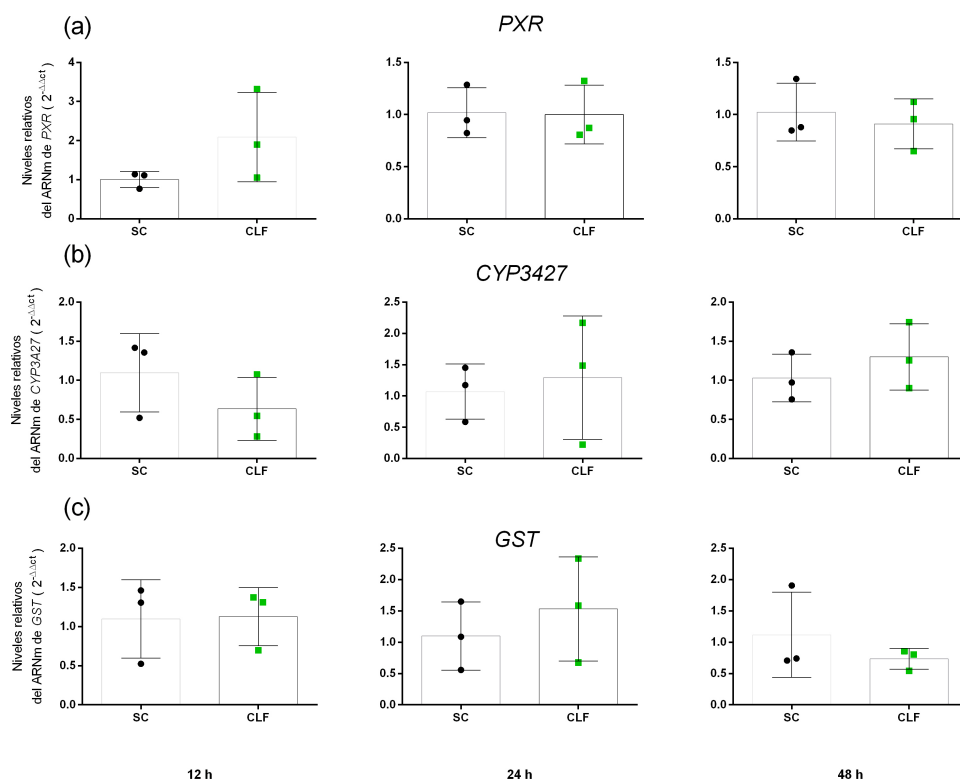 (a)
PXR
Niveles relativos
del ARNm de PXR ( 2^-ΔΔct )
4
3
2
1
0
SC CLF
1.5
1.0
0.5
0.0
SC CLF
1.5
1.0
0.5
0.0
SC CLF
(b)
CYP3427
Niveles relativos
del ARNm de CYP3A27 ( 2^-ΔΔct )
2.0
1.5
1.0
0.5
0.0
SC CLF
2.5
2.0
1.5
1.0
0.5
0.0
SC CLF
2.0
1.5
1.0
0.5
0.0
SC CLF
(c)
GST
Niveles relativos
del ARNm de GST ( 2^-ΔΔct )
2.0
1.5
1.0
0.5
0.0
SC CLF
2.5
2.0
1.5
1.0
0.5
0.0
SC CLF
2.5
2.0
1.5
1.0
0.5
0.0
SC CLF
12 h 24 h 48 h